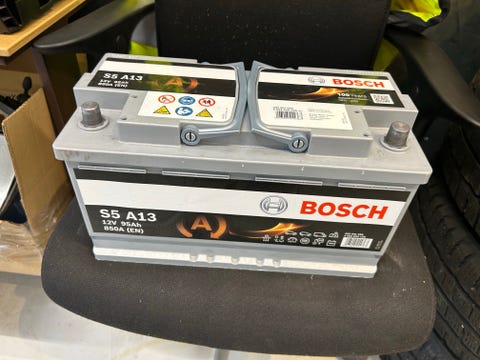 S5 A13
12V 95Ah
850A (EN)
A
BOSCH
S5 A13
12V 95Ah
850A (EN)
A
BOSCH